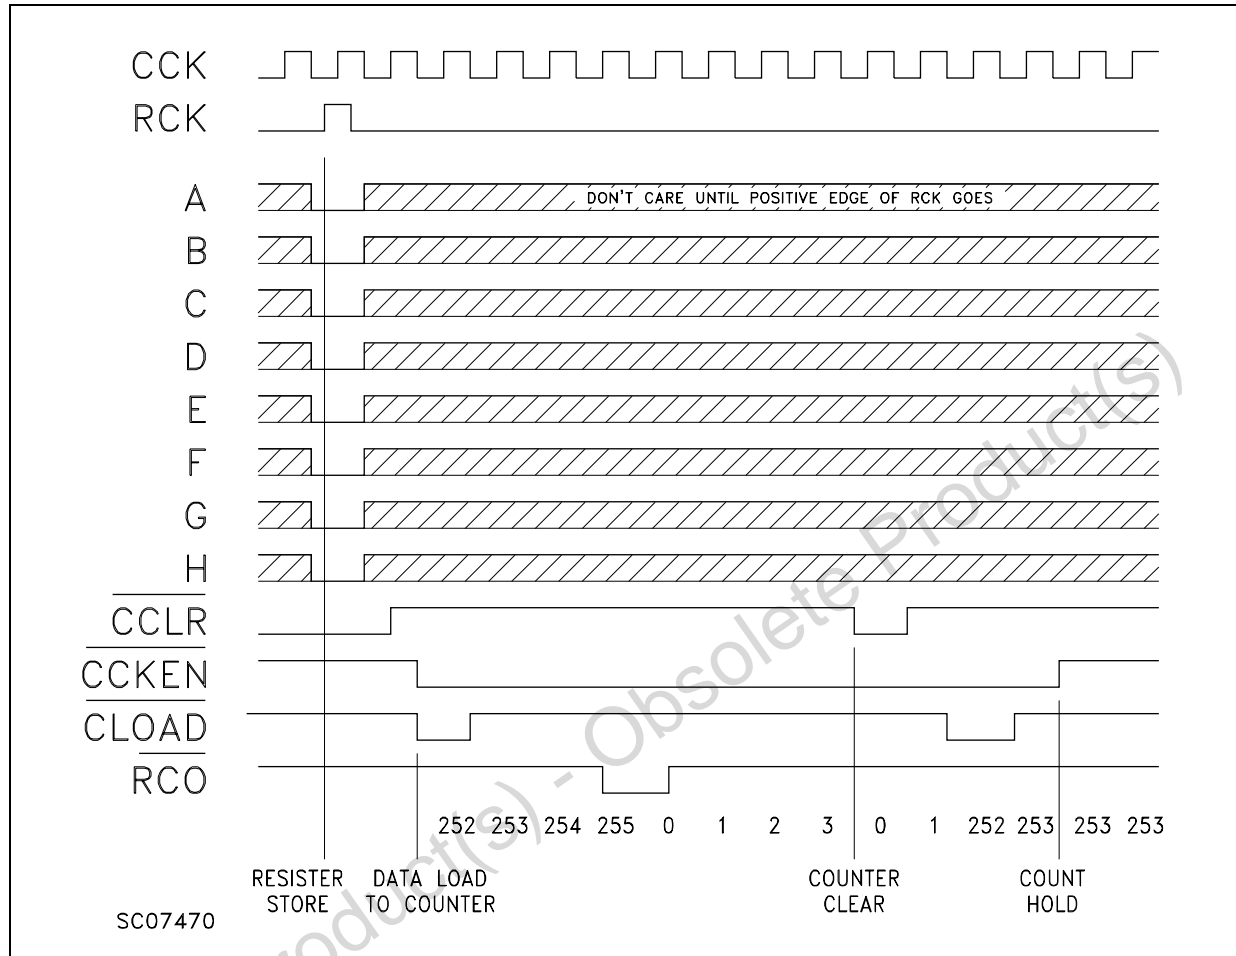 CCK
RCK
A
DON'T CARE UNTIL POSITIVE EDGE OF RCK GOES
B
C
D
E
F
G
H
CCLR
CCKEN
CLOAD
RCO
252 253 254 255 0 1 2 3 0 1 252 253 253 253
RESISTER STORE
DATA LOAD TO COUNTER
COUNTER CLEAR
COUNT HOLD
SC07470
roduct(s) - Obsolete Product(s)